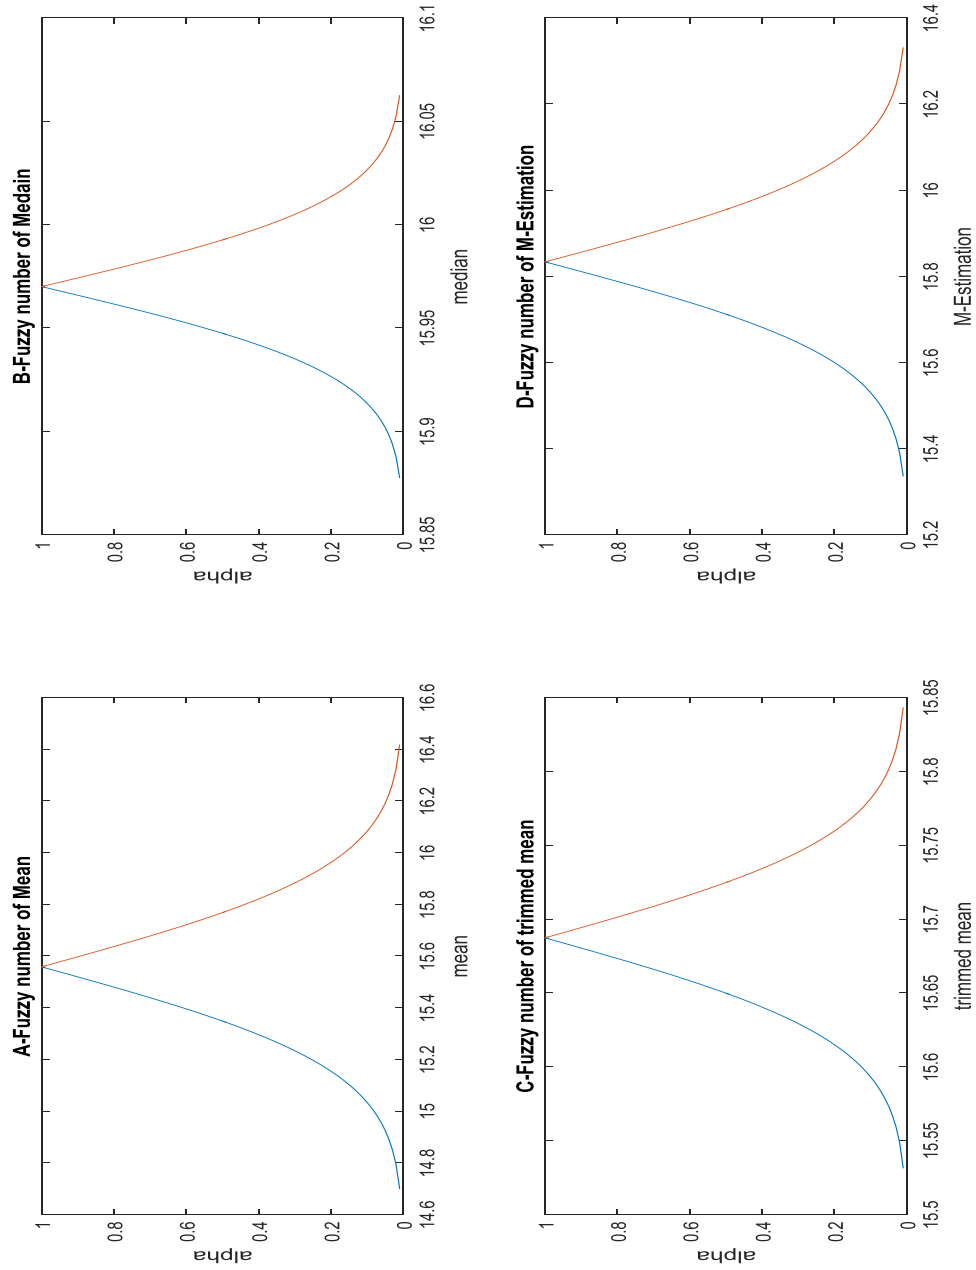 A-Fuzzy number of Mean
alpha
1
0.8
0.6
0.4
0.2
0
14.6 14.8 15 15.2 15.4 15.6 15.8 16 16.2 16.4 16.6
mean
B-Fuzzy number of Medain
alpha
1
0.8
0.6
0.4
0.2
0
15.85 15.9 15.95 16 16.05 16.1
median
C-Fuzzy number of trimmed mean
alpha
1
0.8
0.6
0.4
0.2
0
15.5 15.55 15.6 15.65 15.7 15.75 15.8 15.85
trimmed mean
D-Fuzzy number of M-Estimation
alpha
1
0.8
0.6
0.4
0.2
0
15.2 15.4 15.6 15.8 16 16.2 16.4
M-Estimation